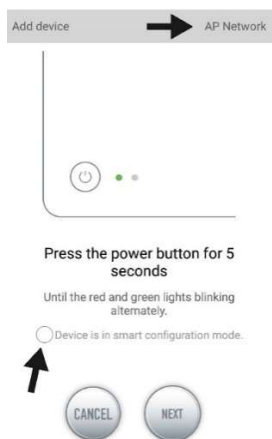 Add device AP Network
Press the power button for 5
seconds
Until the red and green lights blinking
alternately.
Device is in smart configuration mode.
CANCEL NEXT